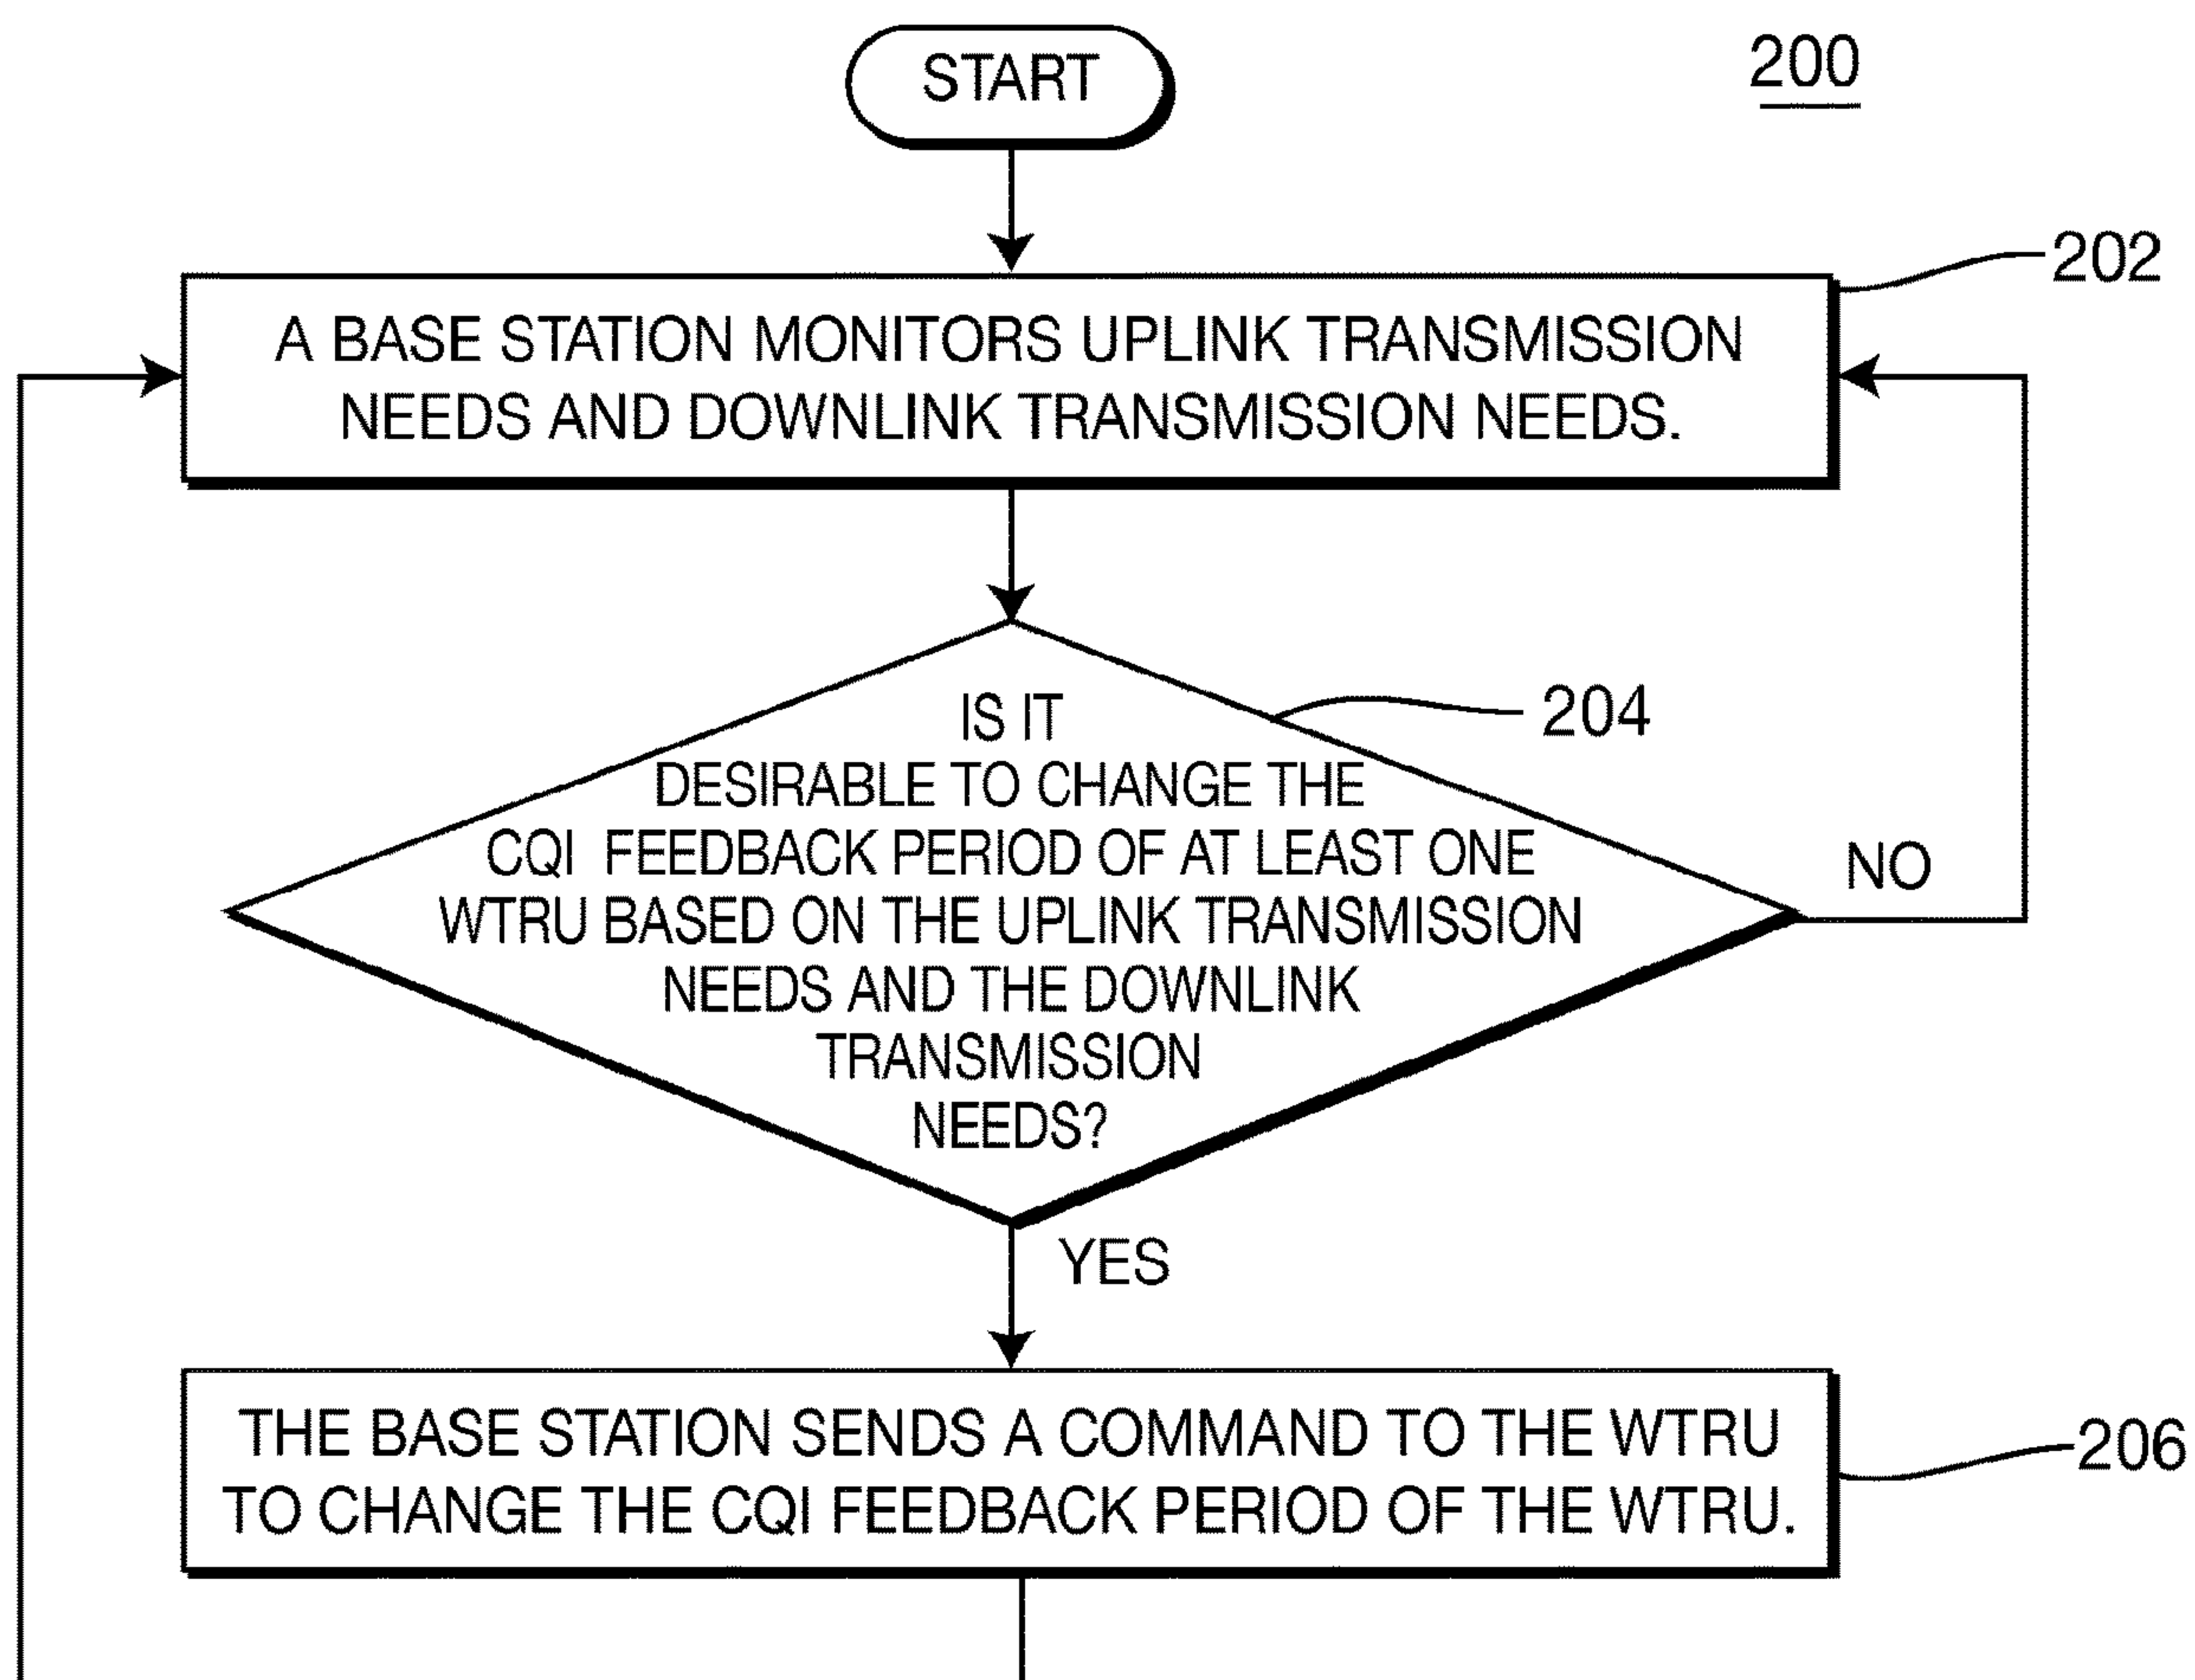 START
200
202
A BASE STATION MONITORS UPLINK TRANSMISSION
NEEDS AND DOWNLINK TRANSMISSION NEEDS.
204
IS IT
DESIRABLE TO CHANGE THE
CQI FEEDBACK PERIOD OF AT LEAST ONE
WTRU BASED ON THE UPLINK TRANSMISSION
NEEDS AND THE DOWNLINK
TRANSMISSION
NEEDS?
NO
YES
THE BASE STATION SENDS A COMMAND TO THE WTRU
TO CHANGE THE CQI FEEDBACK PERIOD OF THE WTRU.
206